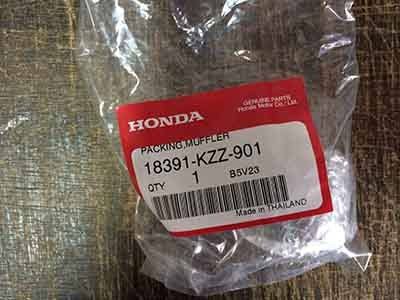 HONDA
GENUINE PARTS
Honda Motor Co., Ltd.
PACKING,MUFFLER
18391-KZZ-901
QTY 1 B5V23
Made in THAILAND